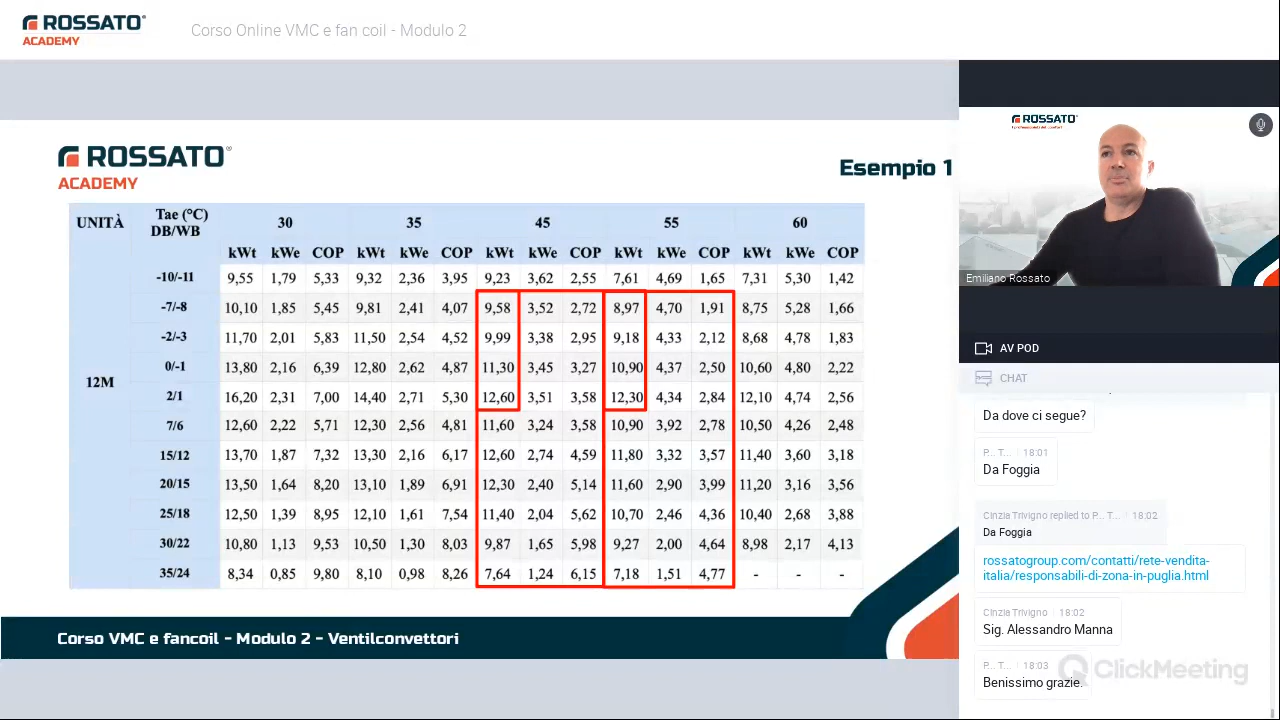 ROSSATO
ACADEMY
Corso Online VMC e fan coil - Modulo 2
ROSSATO
ACADEMY
Esempio 1
UNITÀ Tae (°C) DB/WB 30 35 45 55 60
kWt kWe COP kWt kWe COP kWt kWe COP kWt kWe COP kWt kWe COP
12M
-10/-11 9,55 1,79 5,33 9,32 2,36 3,95 9,23 3,62 2,55 7,61 4,69 1,65 7,31 5,30 1,42
-7/-8 10,10 1,85 5,45 9,81 2,41 4,07 9,58 3,52 2,72 8,97 4,70 1,91 8,75 5,28 1,66
-2/-3 11,70 2,01 5,83 11,50 2,54 4,52 9,99 3,38 2,95 9,18 4,33 2,12 8,68 4,78 1,83
0/-1 13,80 2,16 6,39 12,80 2,62 4,87 11,30 3,45 3,27 10,90 4,37 2,50 10,60 4,80 2,22
2/1 16,20 2,31 7,00 14,40 2,71 5,30 12,60 3,51 3,58 12,30 4,34 2,84 12,10 4,74 2,56
7/6 12,60 2,22 5,71 12,30 2,56 4,81 11,60 3,24 3,58 10,90 3,92 2,78 10,50 4,26 2,48
15/12 13,70 1,87 7,32 13,30 2,16 6,17 12,60 2,74 4,59 11,80 3,32 3,57 11,40 3,60 3,18
20/15 13,50 1,64 8,20 13,10 1,89 6,91 12,30 2,40 5,14 11,60 2,90 3,99 11,20 3,16 3,56
25/18 12,50 1,39 8,95 12,10 1,61 7,54 11,40 2,04 5,62 10,70 2,46 4,36 10,40 2,68 3,88
30/22 10,80 1,13 9,53 10,50 1,30 8,03 9,87 1,65 5,98 9,27 2,00 4,64 8,98 2,17 4,13
35/24 8,34 0,85 9,80 8,10 0,98 8,26 7,64 1,24 6,15 7,18 1,51 4,77 - - -
Corso VMC e fancoil - Modulo 2 - Ventilconvettori
ROSSATO
Emiliano Rossato
AV POD
CHAT
Da dove ci segue?
P... T... 18:01
Da Foggia
Cinzia Trivigno replied to P... T... 18:02
Da Foggia
rossatogroup.com/contatti/rete-vendita-
italia/responsabili-di-zona-in-puglia.html
Cinzia Trivigno 18:02
Sig. Alessandro Manna
P... T... 18:03
Benissimo grazie.
ClickMeeting